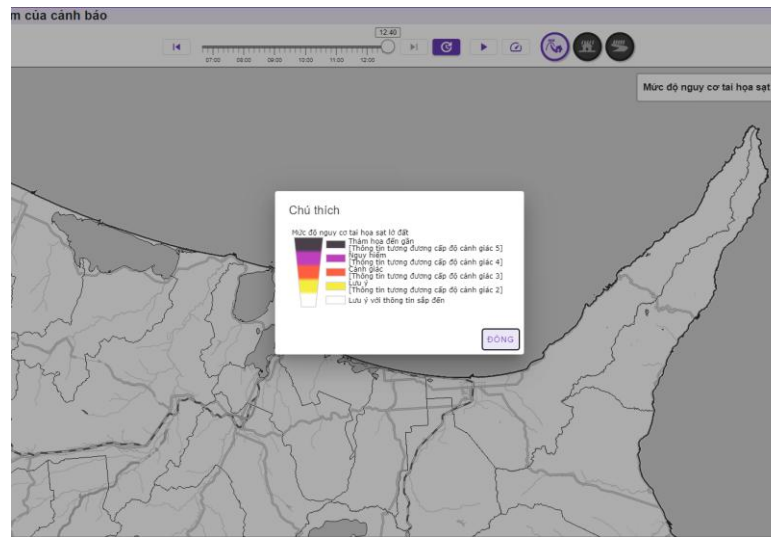 m của cảnh báo
12:40
07:00 08:00 09:00 10:00 11:00 12:00
Mức độ nguy cơ tai họa sạt
Chú thích
Mức độ nguy cơ tai họa sạt lở đất
Thảm họa đến gần
[Thông tin tương đương cấp độ cảnh giác 5]
Nguy hiểm
[Thông tin tương đương cấp độ cảnh giác 4]
Cảnh giác
[Thông tin tương đương cấp độ cảnh giác 3]
Lưu ý
[Thông tin tương đương cấp độ cảnh giác 2]
Lưu ý với thông tin sắp đến
ĐÓNG